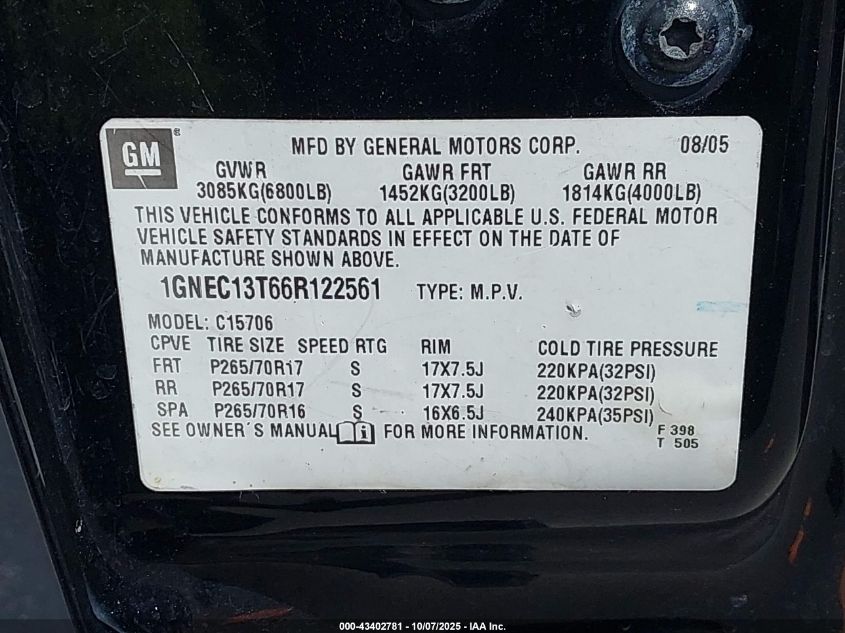 GM ® MFD BY GENERAL MOTORS CORP. 08/05
GVWR GAWR FRT GAWR RR
3085KG(6800LB) 1452KG(3200LB) 1814KG(4000LB)
THIS VEHICLE CONFORMS TO ALL APPLICABLE U.S. FEDERAL MOTOR
VEHICLE SAFETY STANDARDS IN EFFECT ON THE DATE OF
MANUFACTURE SHOWN ABOVE.
1GNEC13T66R122561 TYPE: M.P.V.
MODEL: C15706
CPVE TIRE SIZE SPEED RTG RIM COLD TIRE PRESSURE
FRT P265/70R17 S 17X7.5J 220KPA(32PSI)
RR P265/70R17 S 17X7.5J 220KPA(32PSI)
SPA P265/70R16 S 16X6.5J 240KPA(35PSI)
SEE OWNER'S MANUAL i FOR MORE INFORMATION. F 398
T 505
000-43402781 - 10/07/2025 - IAA Inc.